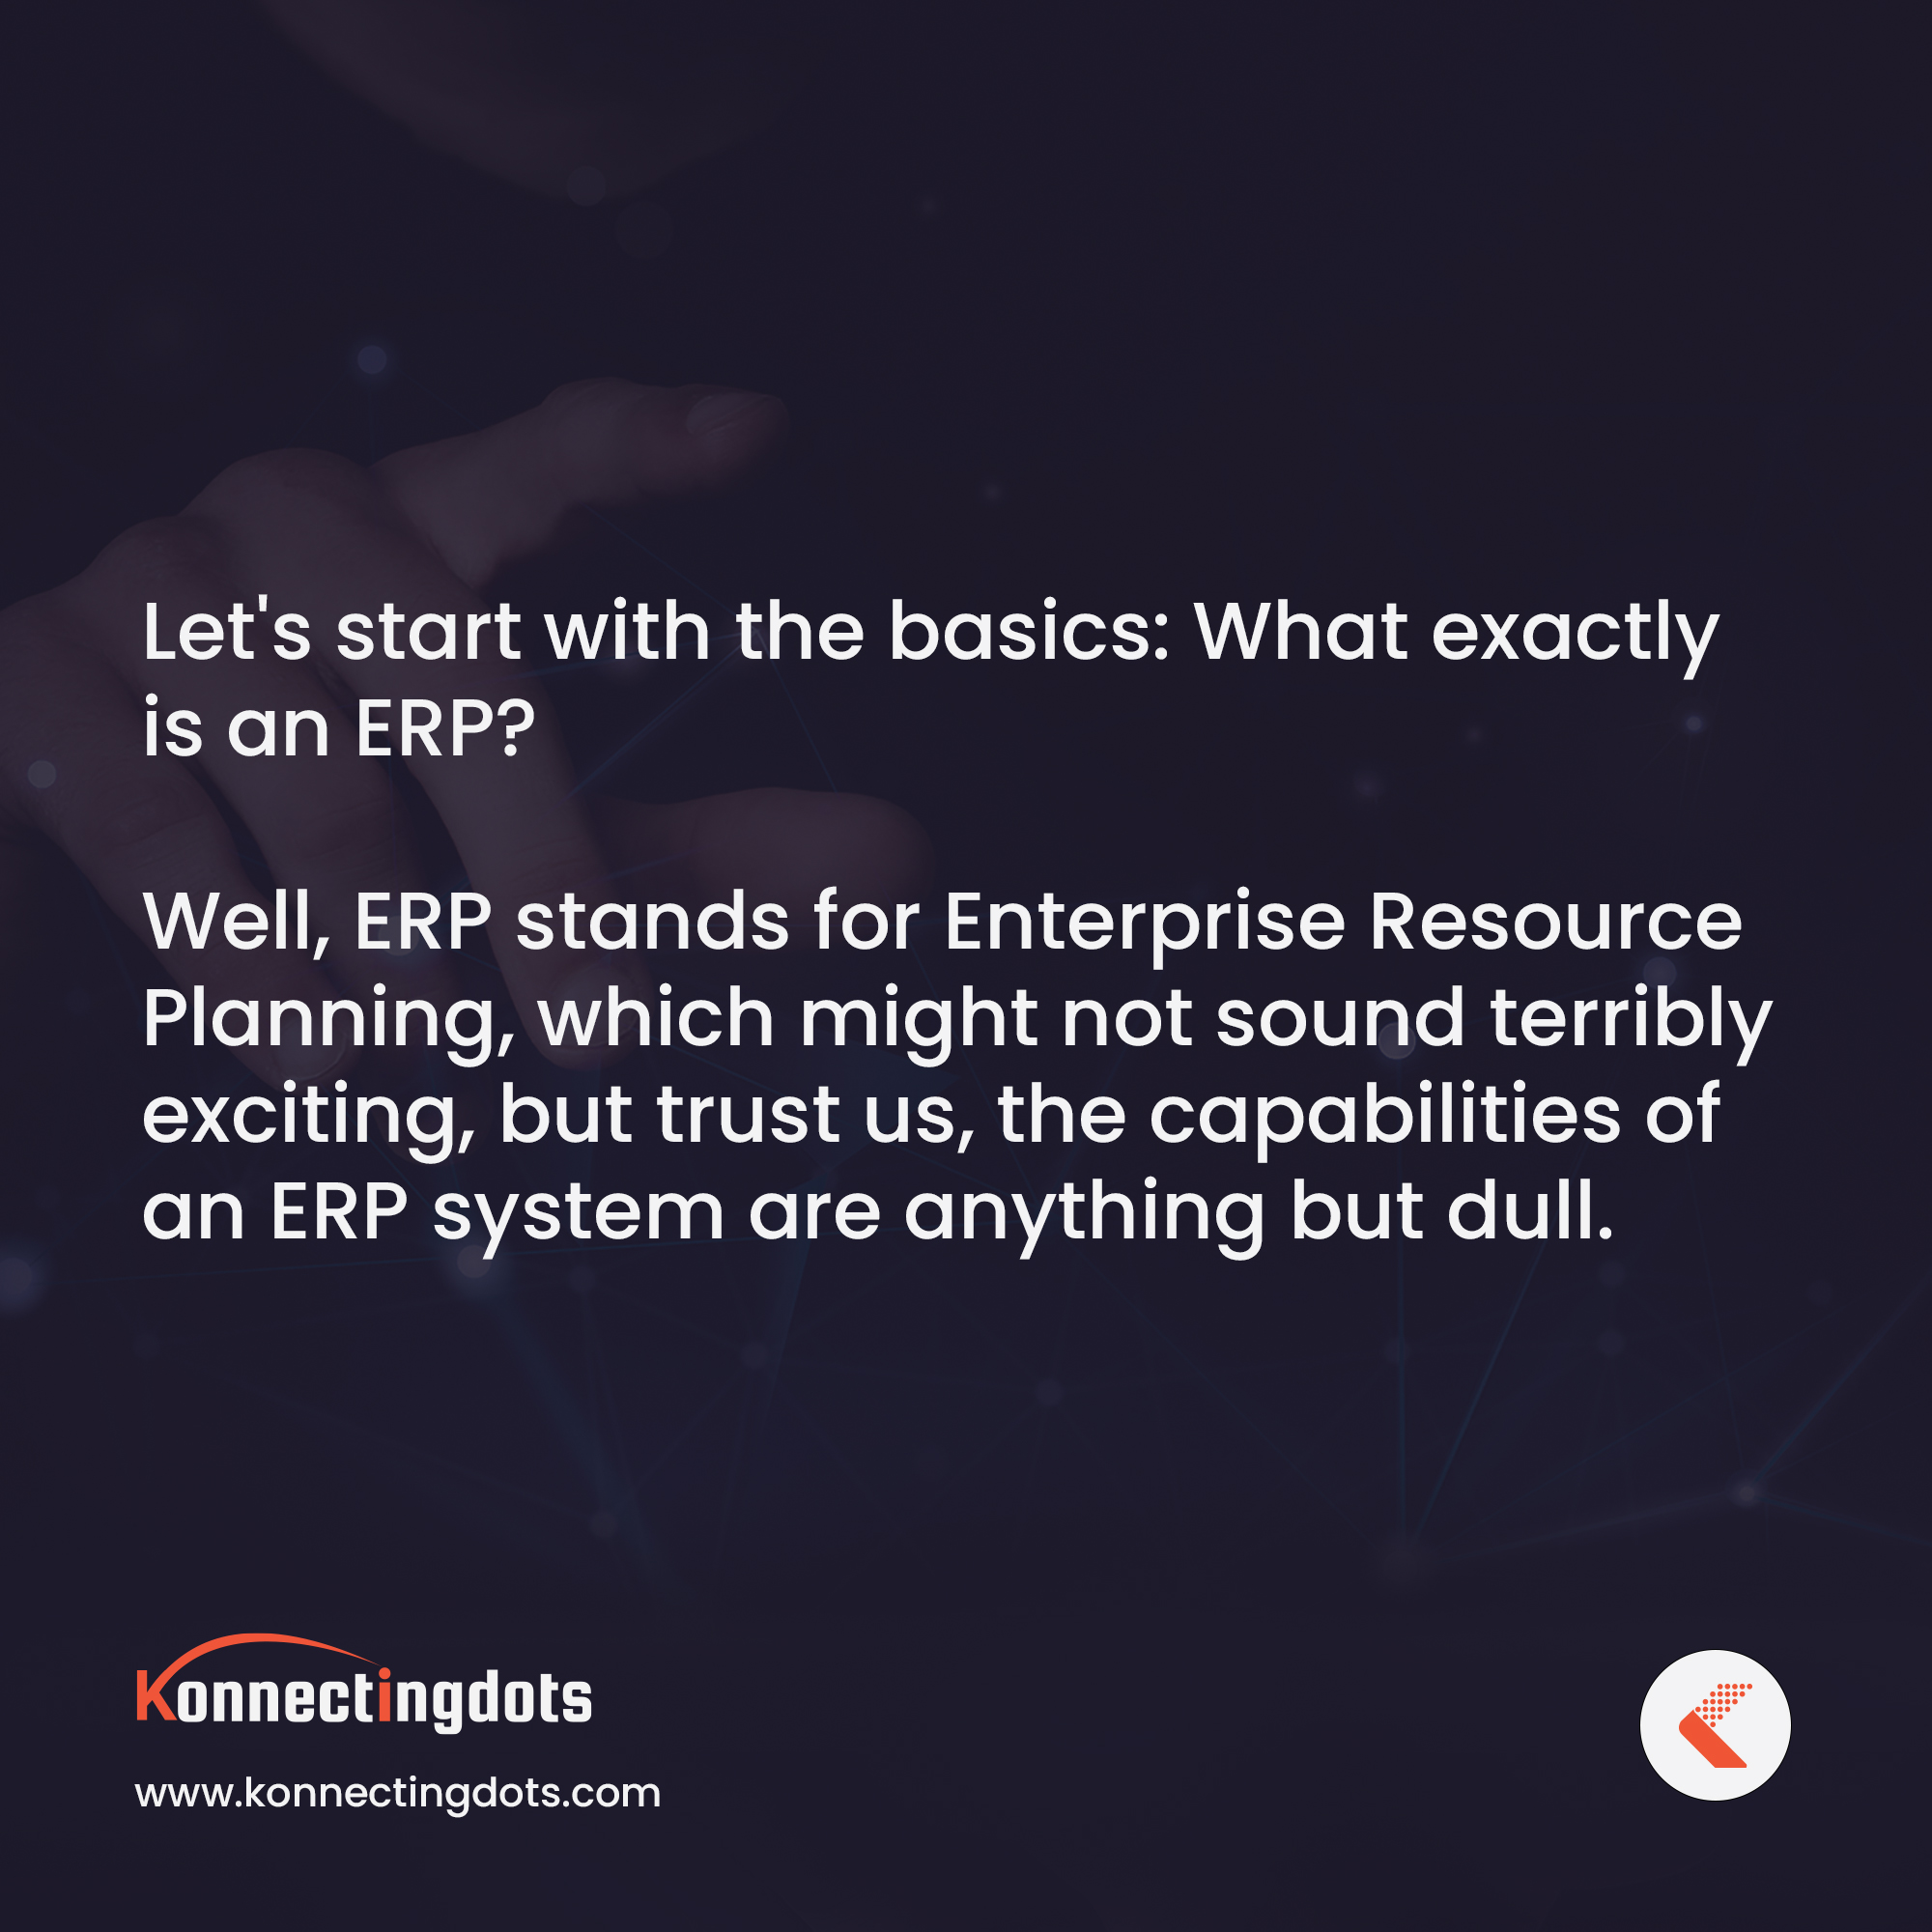 Let's start with the basics: What exactly
is an ERP?
Well, ERP stands for Enterprise Resource
Planning, which might not sound terribly
exciting, but trust us, the capabilities of
an ERP system are anything but dull.
Konnectingdots
www.konnectingdots.com